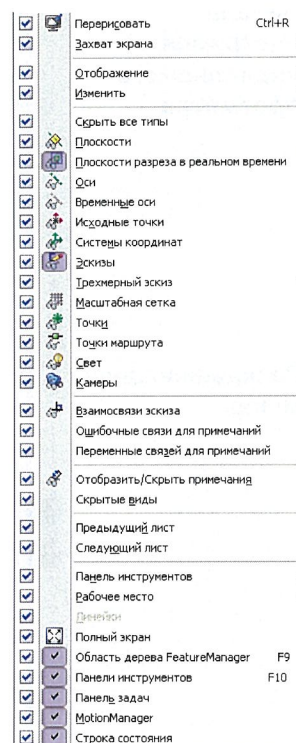 Перерисовать Ctrl+R
Захват экрана
Отображение
Изменить
Скрыть все типы
Плоскости
Плоскости разреза в реальном времени
Оси
Временные оси
Исходные точки
Системы координат
Эскизы
Трехмерный эскиз
Масштабная сетка
Точки
Точки маршрута
Свет
Камеры
Взаимосвязи эскиза
Ошибочные связи для примечаний
Переменные связей для примечаний
Отобразить/Скрыть примечания
Скрытые виды
Предыдущий лист
Следующий лист
Панель инструментов
Рабочее место
Линейки
Полный экран
Область дерева FeatureManager F9
Панели инструментов F10
Панель задач
MotionManager
Строка состояния